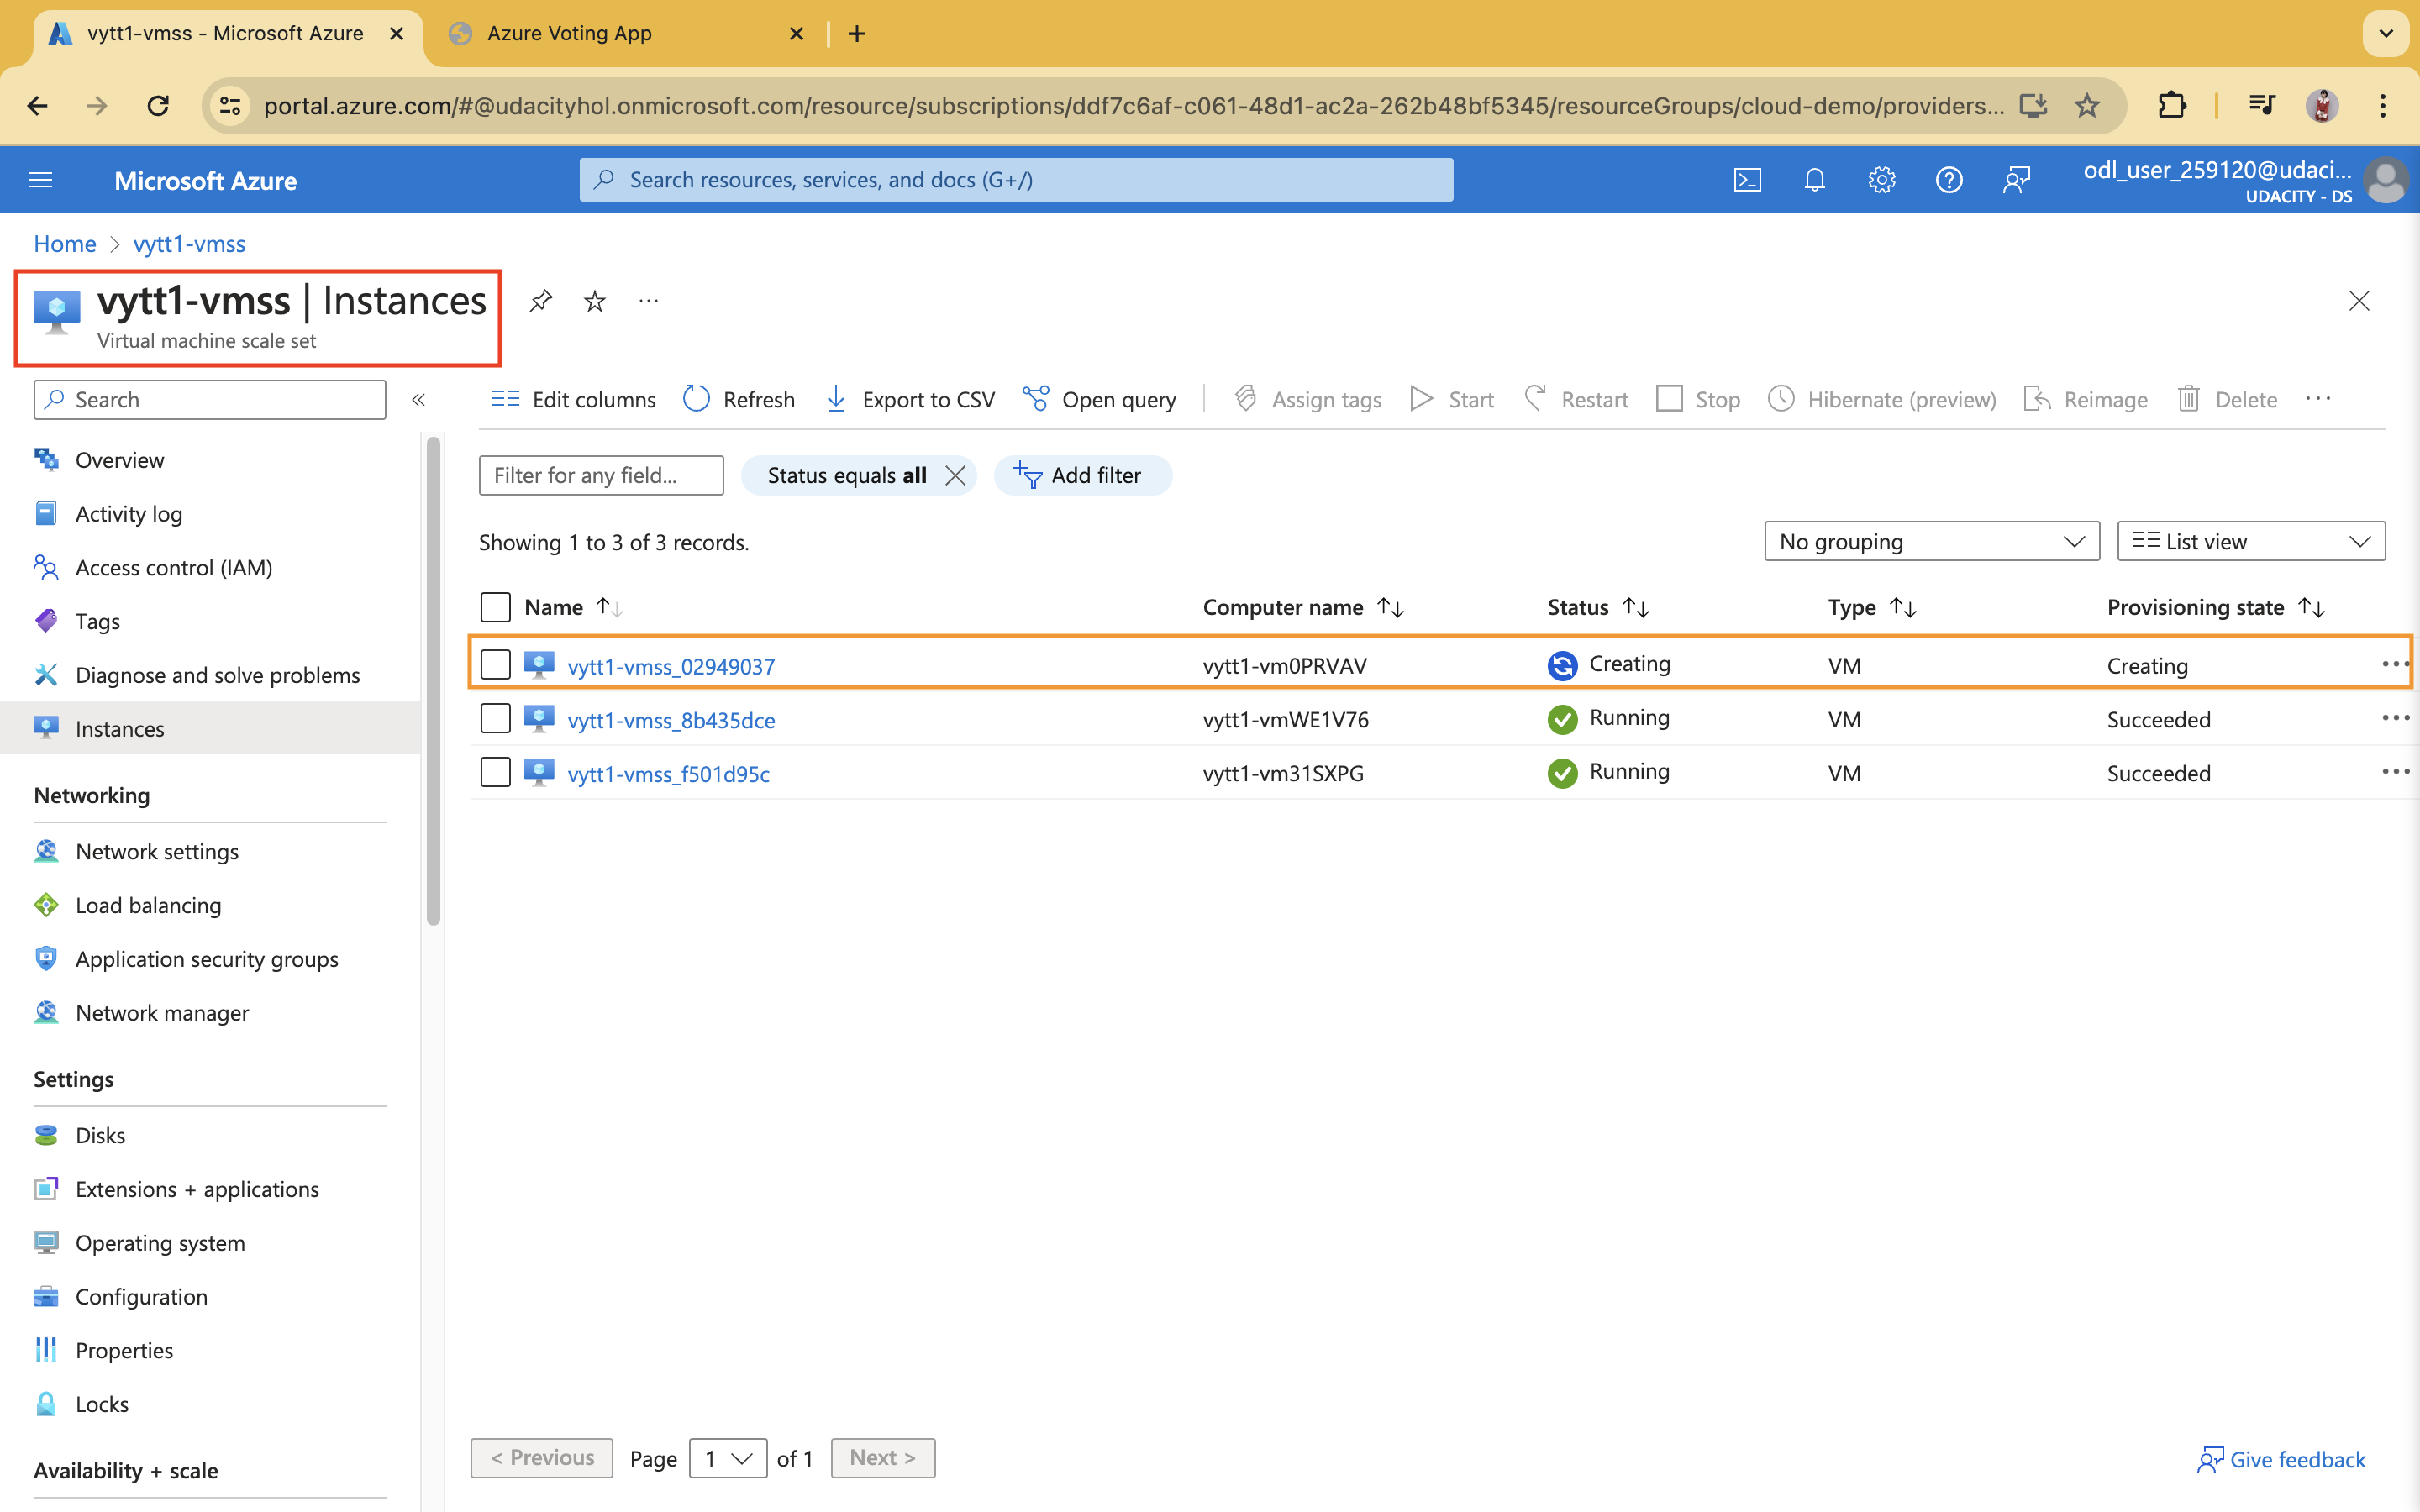 vytt1-vmss - Microsoft Azure
Azure Voting App
portal.azure.com/#@udacityhol.onmicrosoft.com/resource/subscriptions/ddf7c6af-c061-48d1-ac2a-262b48bf5345/resourceGroups/cloud-demo/providers...
Microsoft Azure
Search resources, services, and docs (G+/)
odl_user_259120@udaci...
UDACITY - DS
Home > vytt1-vmss
vytt1-vmss | Instances
Virtual machine scale set
Search
Edit columns Refresh Export to CSV Open query Assign tags Start Restart Stop Hibernate (preview) Reimage Delete
Overview
Activity log
Access control (IAM)
Tags
Diagnose and solve problems
Instances
Networking
Network settings
Load balancing
Application security groups
Network manager
Settings
Disks
Extensions + applications
Operating system
Configuration
Properties
Locks
Availability + scale
Filter for any field...
Status equals all
Add filter
Showing 1 to 3 of 3 records.
No grouping
List view
Name Computer name Status Type Provisioning state
vytt1-vmss_02949037 vytt1-vm0PRVAV Creating VM Creating
vytt1-vmss_8b435dce vytt1-vmWE1V76 Running VM Succeeded
vytt1-vmss_f501d95c vytt1-vm31SXPG Running VM Succeeded
< Previous Page 1 of 1 Next >
Give feedback